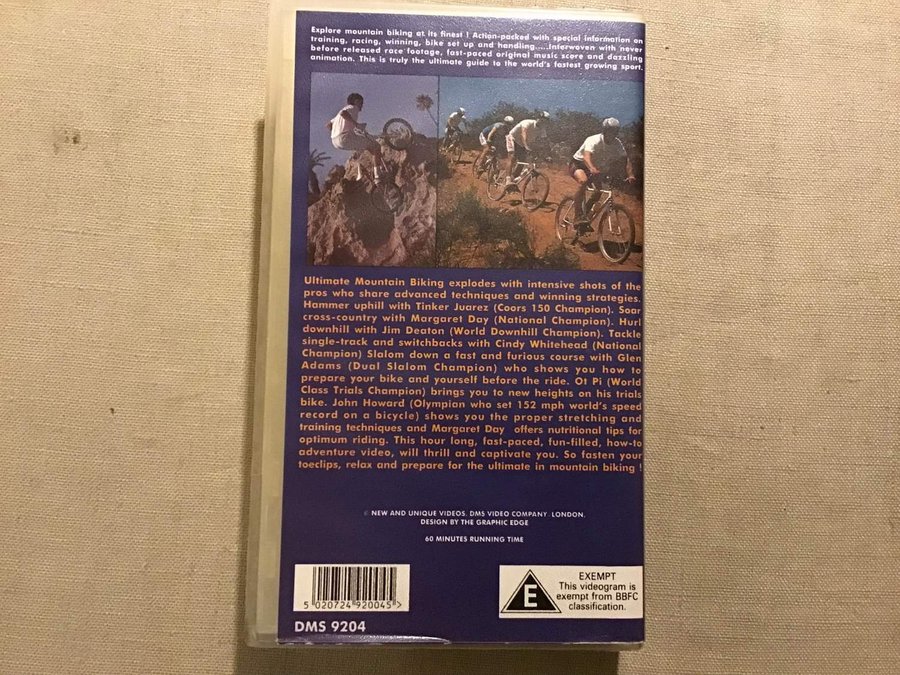 Explore mountain biking at its finest ! Action-packed with special information on
training, racing, winning, bike set up and handling.....Interwoven with never
before released race footage, fast-paced original music score and dazzling
animation. This is truly the ultimate guide to the world's fastest growing sport.
Ultimate Mountain Biking explodes with intensive shots of the
pros who share advanced techniques and winning strategies.
Hammer uphill with Tinker Juarez (Coors 150 Champion). Soar
cross-country with Margaret Day (National Champion). Hurl
downhill with Jim Deaton (World Downhill Champion). Tackle
single-track and switchbacks with Cindy Whitehead (National
Champion) Slalom down a fast and furious course with Glen
Adams (Dual Slalom Champion) who shows you how to
prepare your bike and yourself before the ride. Ot Pi (World
Class Trials Champion) brings you to new heights on his trials
bike. John Howard (Olympian who set 152 mph world's speed
record on a bicycle) shows you the proper stretching and
training techniques and Margaret Day offers nutritional tips for
optimum riding. This hour long, fast-paced, fun-filled, how-to
adventure video, will thrill and captivate you. So fasten your
toeclips, relax and prepare for the ultimate in mountain biking !
© NEW AND UNIQUE VIDEOS. DMS VIDEO COMPANY. LONDON.
DESIGN BY THE GRAPHIC EDGE
60 MINUTES RUNNING TIME
5 020724 920045 >
DMS 9204
E
EXEMPT
This videogram is
exempt from BBFC
classification.